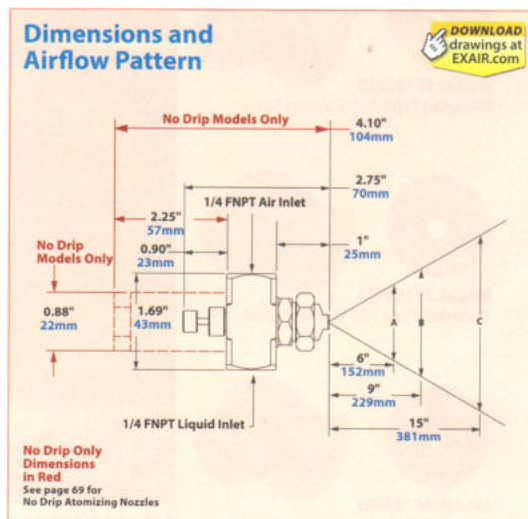 Dimensions and
Airflow Pattern
DOWNLOAD
drawings at
EXAIR.com
No Drip Models Only
4.10"
104mm
2.75"
70mm
1/4 FNPT Air Inlet
2.25"
57mm
1"
25mm
No Drip
Models Only
0.90"
23mm
0.88"
22mm
1.69"
43mm
A
B
C
6"
152mm
9"
229mm
1/4 FNPT Liquid Inlet
15"
381mm
No Drip Only
Dimensions
in Red
See page 69 for
No Drip Atomizing Nozzles